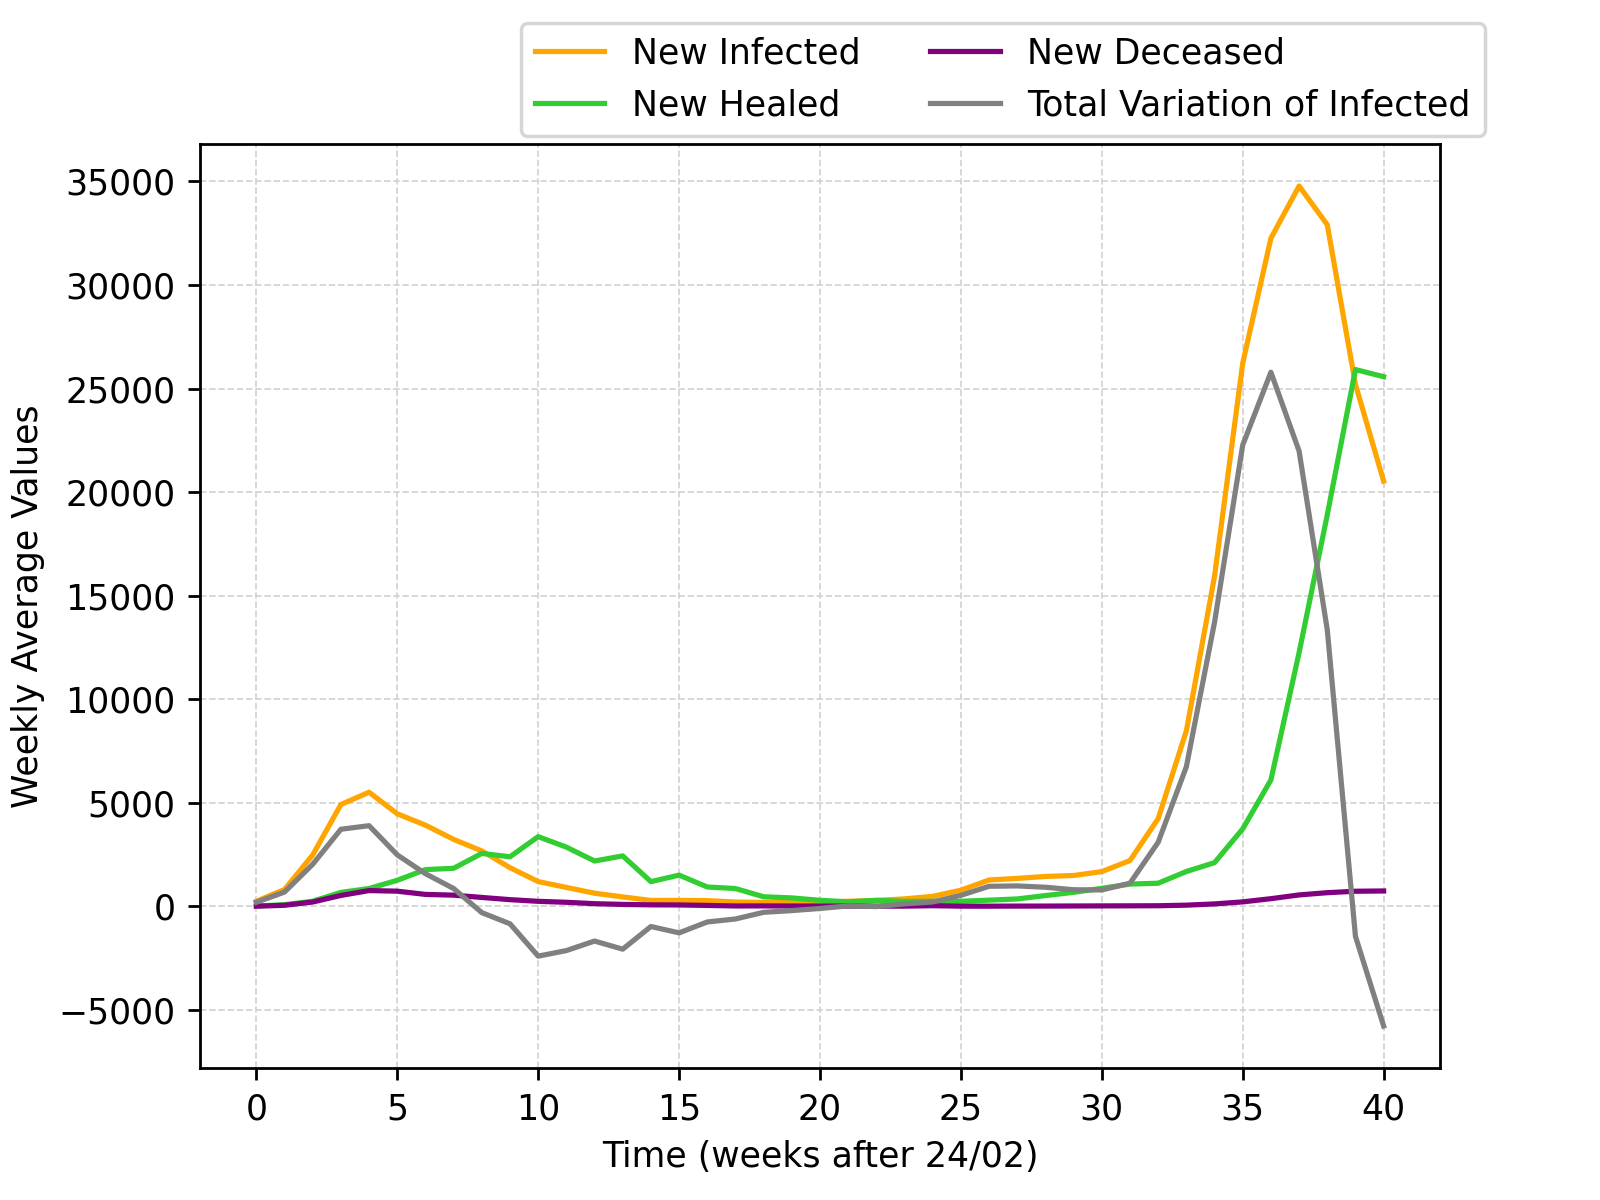 New Infected
New Healed
New Deceased
Total Variation of Infected
35000
30000
25000
20000
15000
10000
5000
0
−5000
Weekly Average Values
0 5 10 15 20 25 30 35 40
Time (weeks after 24/02)